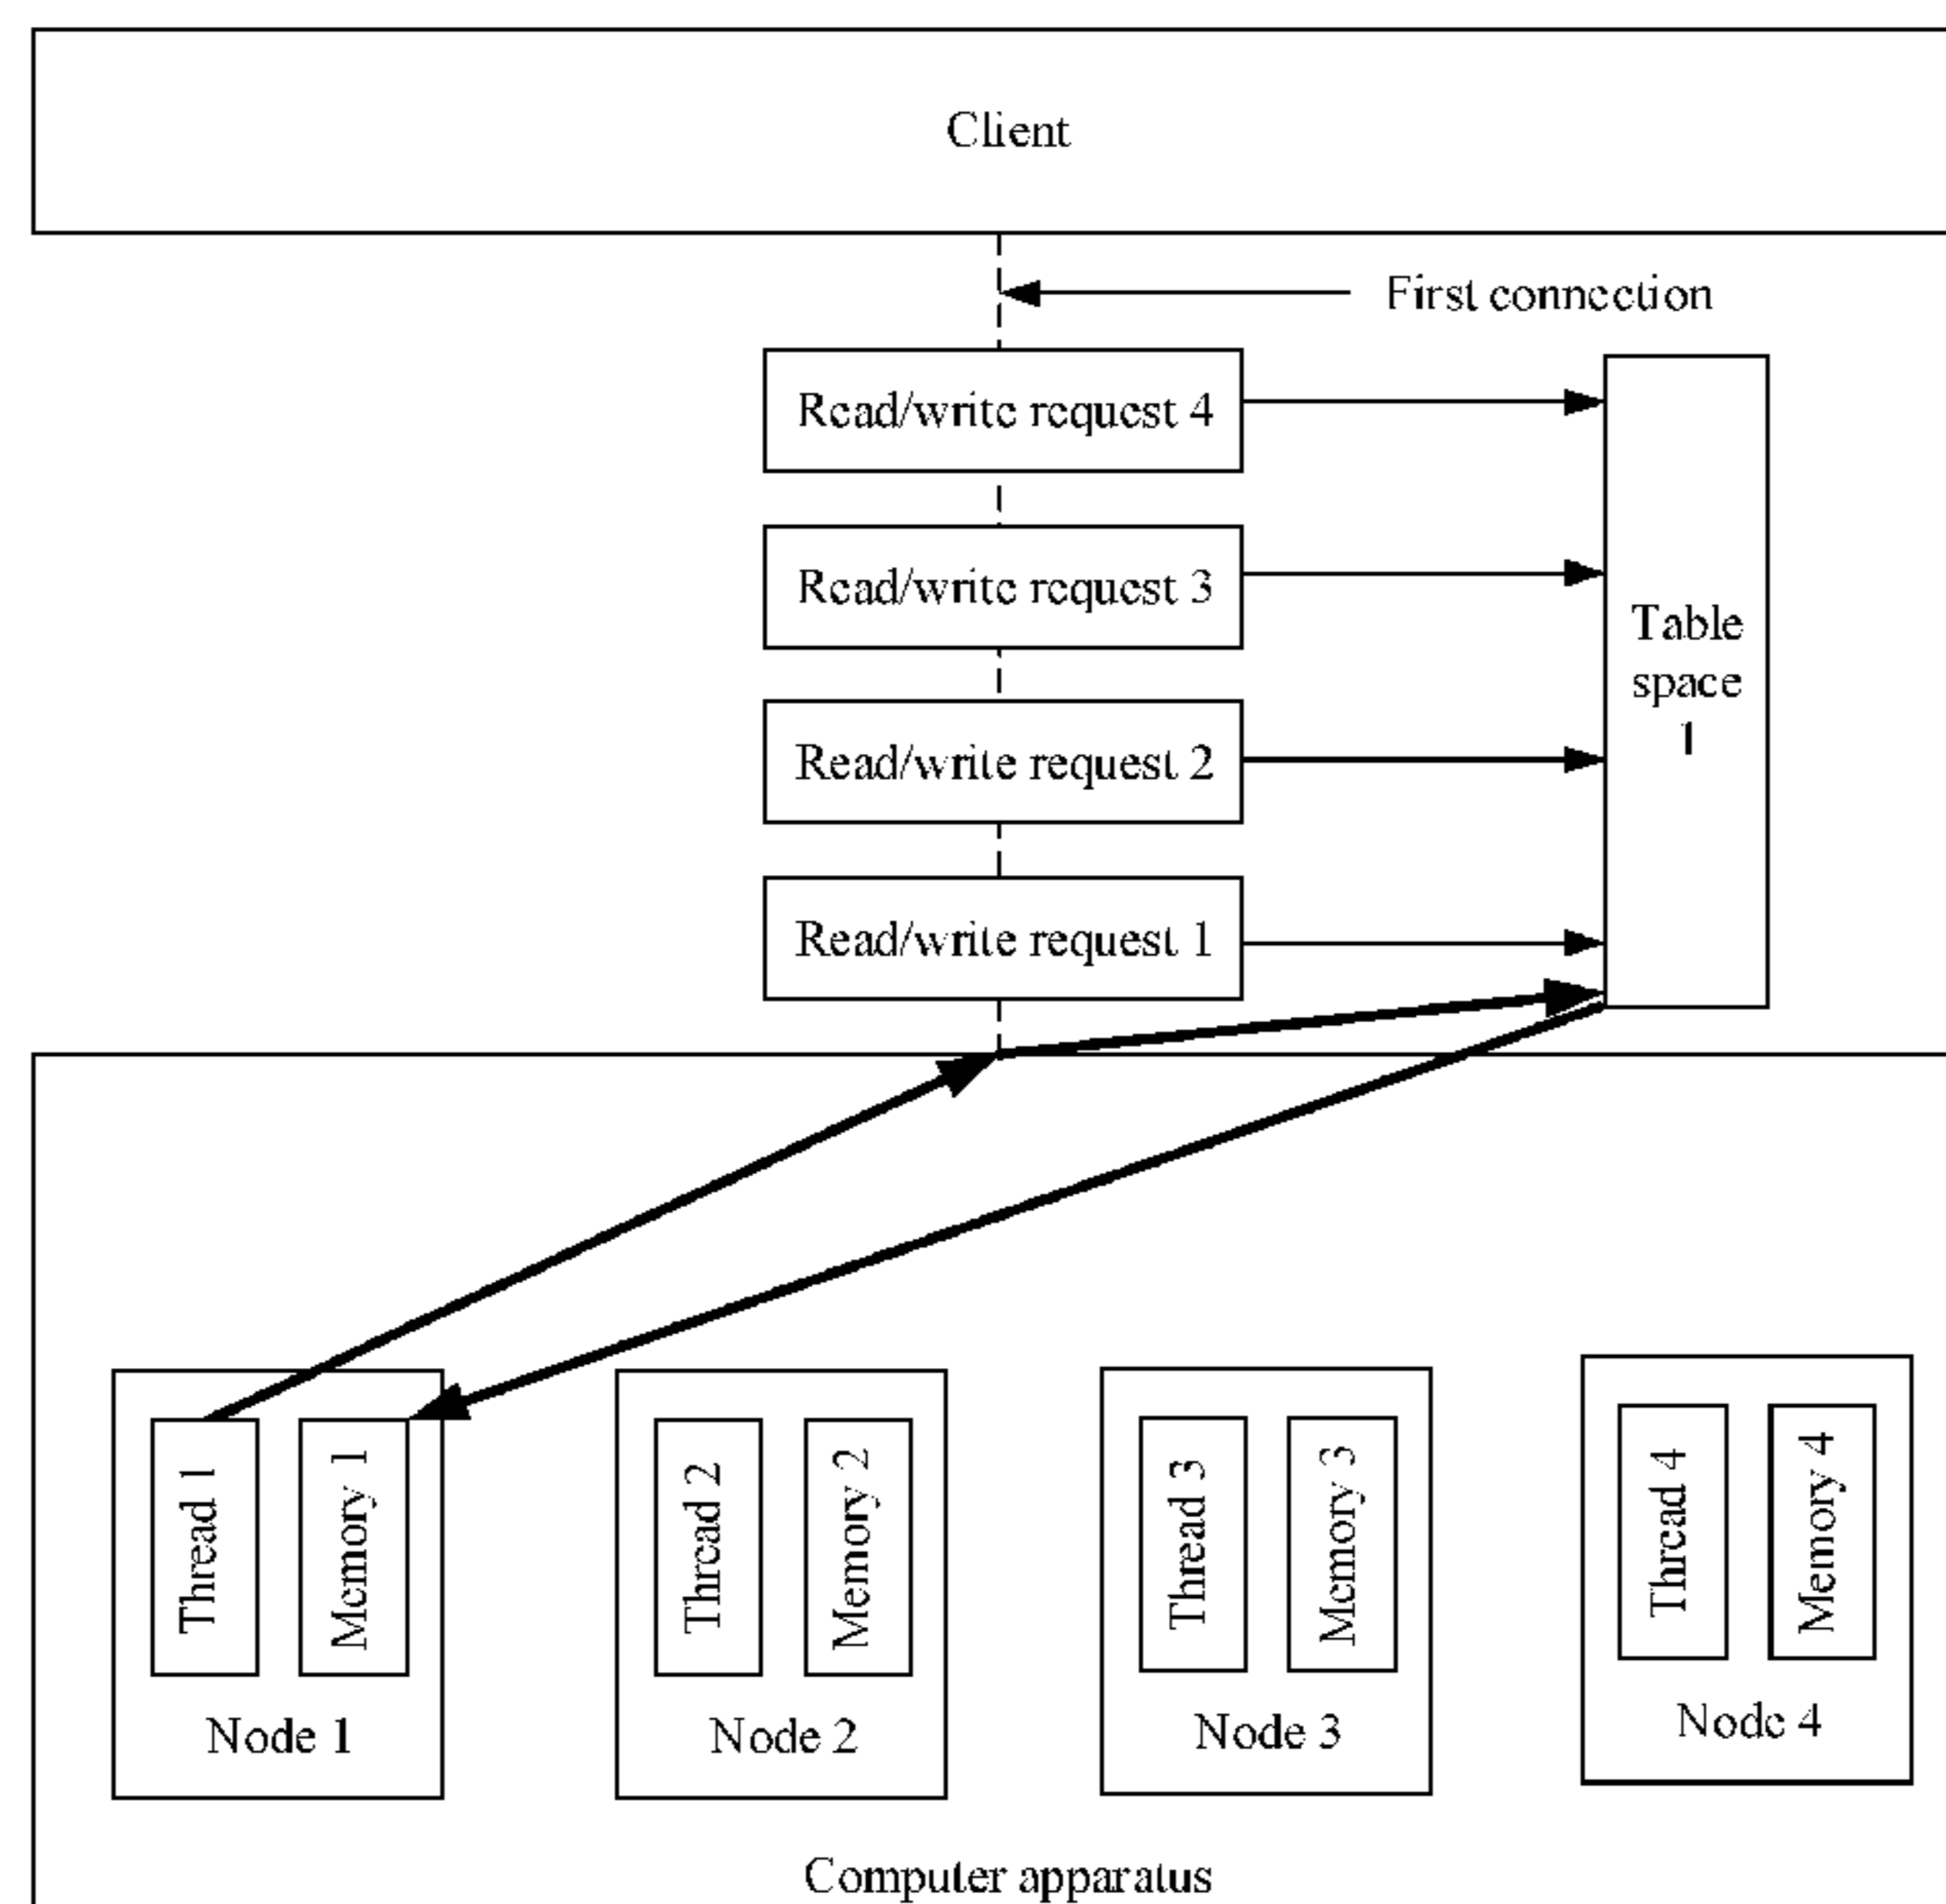 Client
First connection
Read/write request 4
Read/write request 3
Table
space
1
Read/write request 2
Read/write request 1
Thread 1
Memory 1
Node 1
Thread 2
Memory 2
Node 2
Thread 3
Memory 3
Node 3
Thread 4
Memory 4
Node 4
Computer apparatus